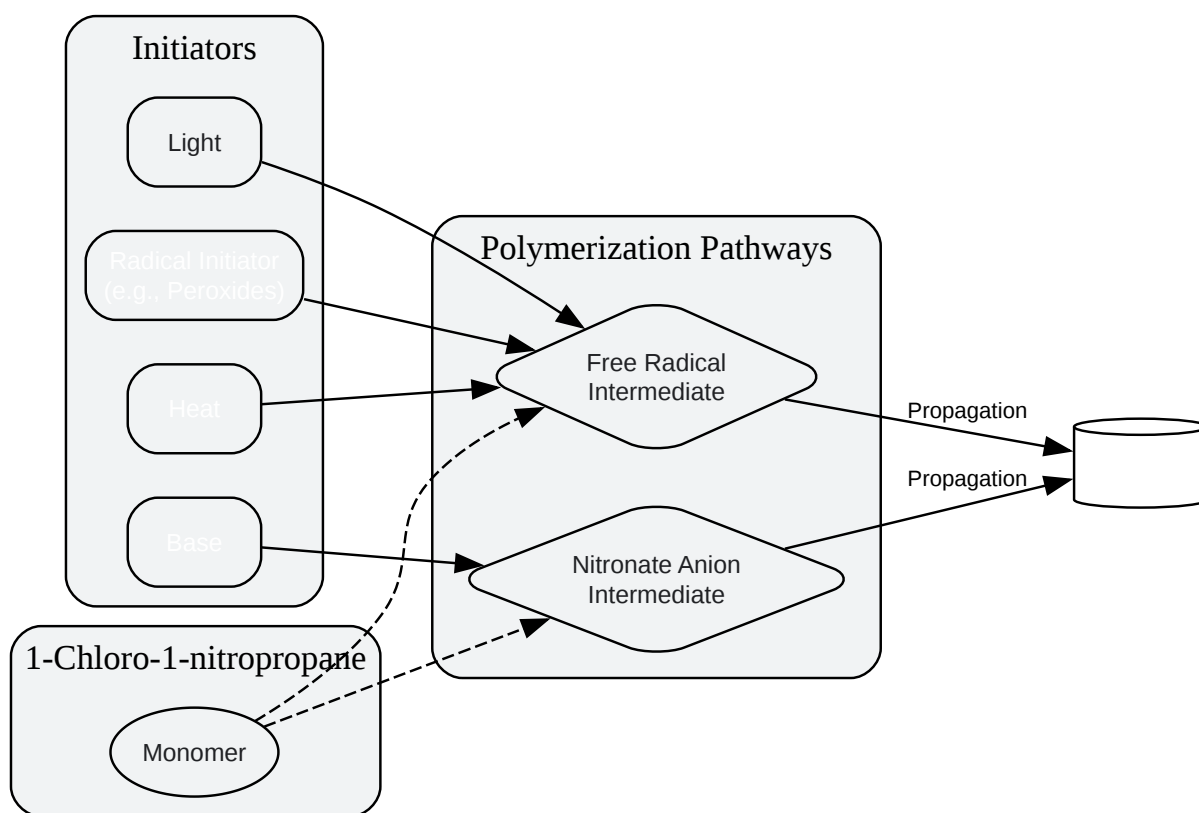 Initiators
Light
Radical Initiator
(e.g., Peroxides)
Heat
Base
1-Chloro-1-nitropropane
Monomer
Polymerization Pathways
Free Radical
Intermediate
Nitronate Anion
Intermediate
Propagation
Propagation